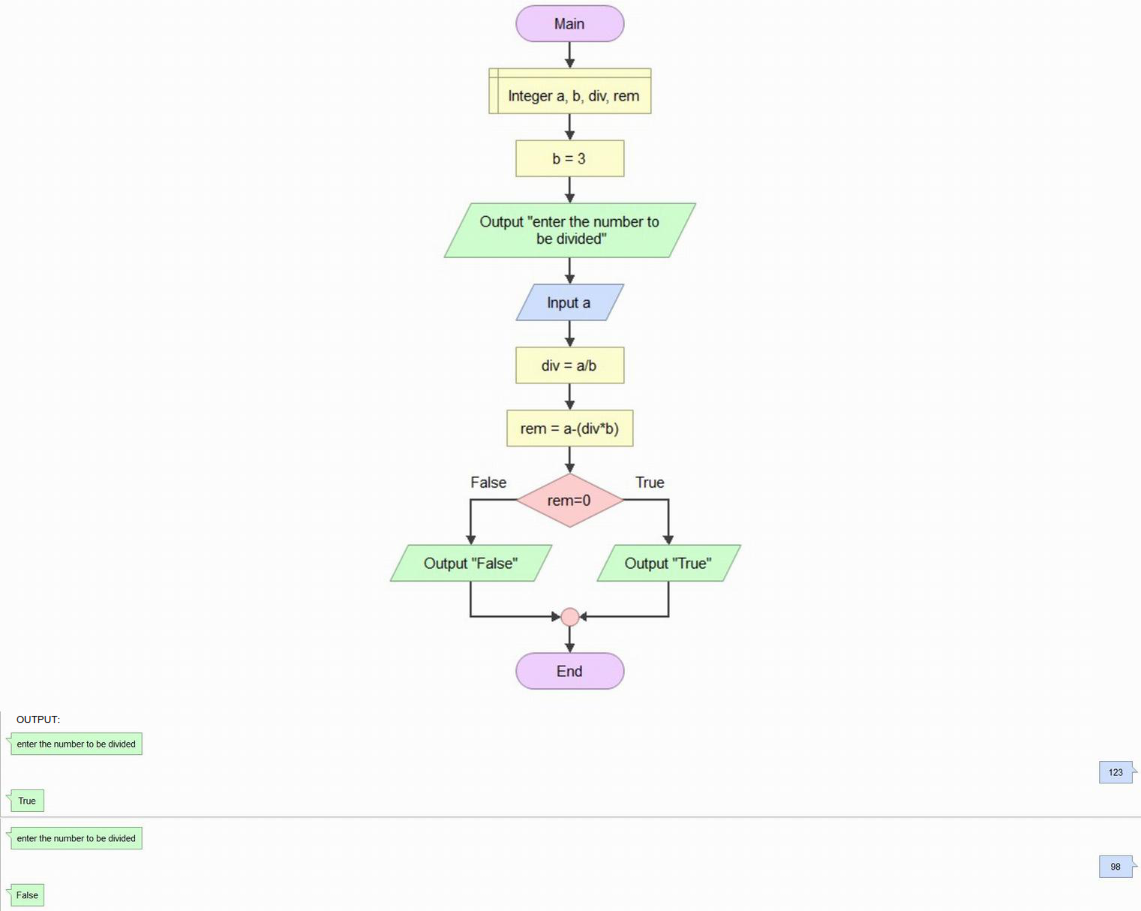 Main
Integer a, b, div, rem
b = 3
Output "enter the number to
be divided"
Input a
div = a/b
rem = a-(div*b)
False
True
rem=0
Output "False"
Output "True"
End
OUTPUT:
enter the number to be divided
123
True
enter the number to be divided
98
False